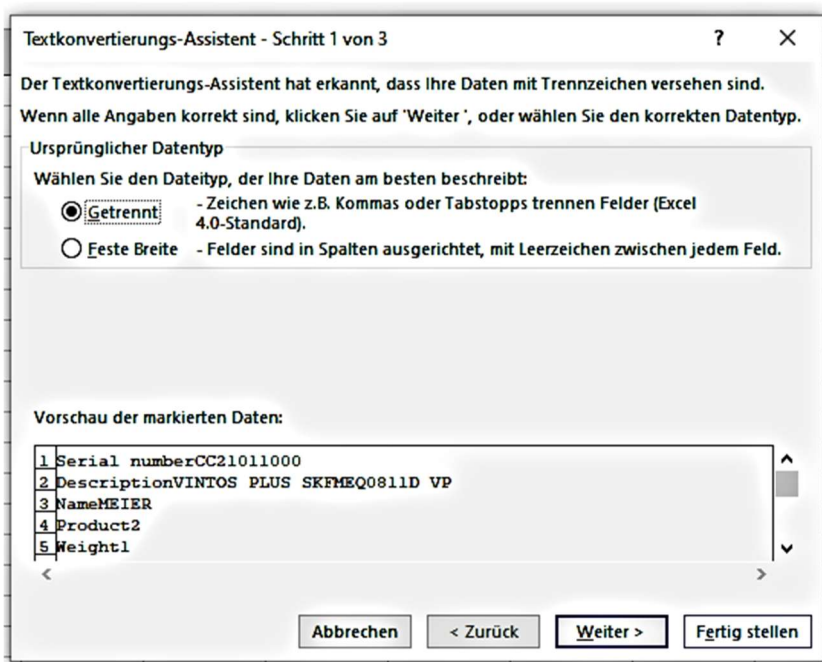 Textkonvertierungs-Assistent - Schritt 1 von 3 ? ✕
Der Textkonvertierungs-Assistent hat erkannt, dass Ihre Daten mit Trennzeichen versehen sind.
Wenn alle Angaben korrekt sind, klicken Sie auf 'Weiter ', oder wählen Sie den korrekten Datentyp.
Ursprünglicher Datentyp
Wählen Sie den Dateityp, der Ihre Daten am besten beschreibt:
Getrennt - Zeichen wie z.B. Kommas oder Tabstopps trennen Felder (Excel
4.0-Standard).
Feste Breite - Felder sind in Spalten ausgerichtet, mit Leerzeichen zwischen jedem Feld.
Vorschau der markierten Daten:
1 Serial numberCC21011000
2 DescriptionVINTOS PLUS SKFMEQ0811D VP
3 NameMEIER
4 Product2
5 Weight1
Abbrechen < Zurück Weiter > Fertig stellen